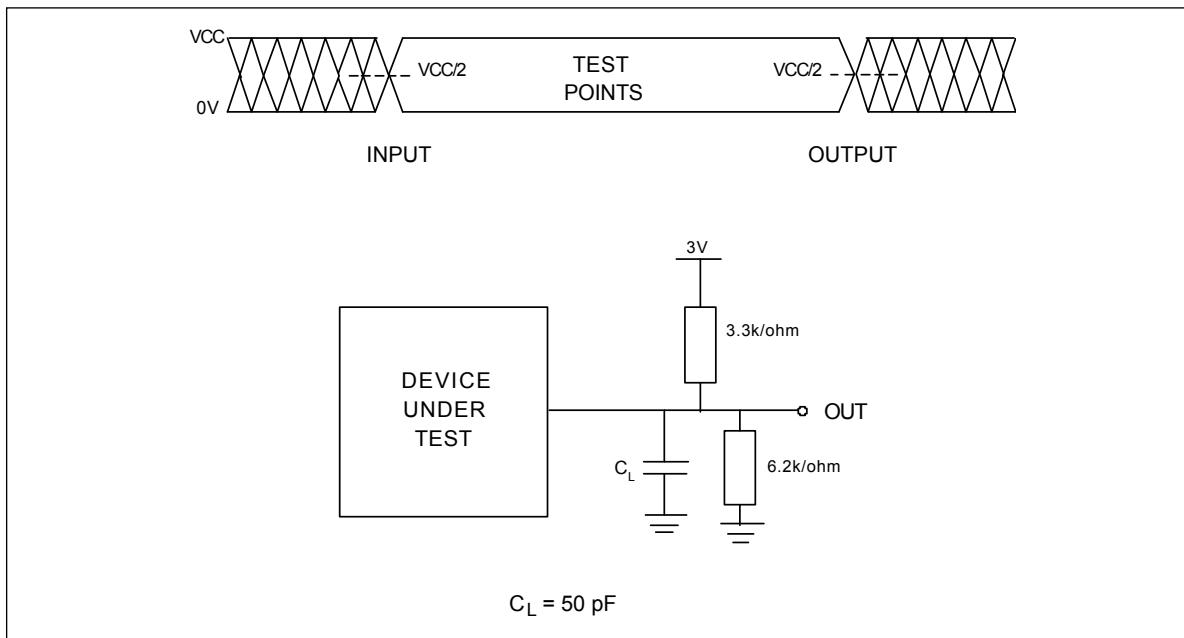 VCC
VCC/2
TEST
POINTS
VCC/2
0V
INPUT
OUTPUT
3V
3.3k/ohm
DEVICE
UNDER
TEST
OUT
CL
6.2k/ohm
CL = 50 pF